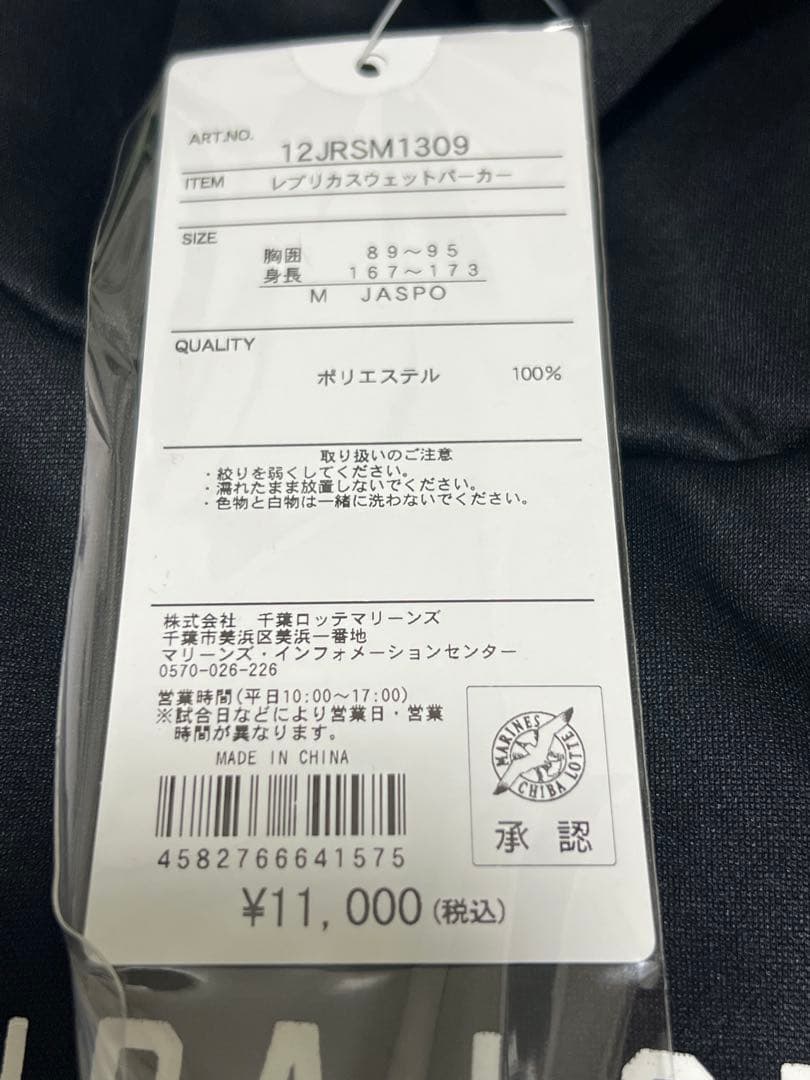 ART.NO. 12JRSM1309
ITEM レプリカスウェットパーカー
SIZE
胸囲 89～95
身長 167～173
M JASPO
QUALITY
ポリエステル 100%
取り扱いのご注意
・絞りを弱くしてください。
・濡れたまま放置しないでください。
・色物と白物は一緒に洗わないでください。
株式会社 千葉ロッテマリーンズ
千葉市美浜区美浜一番地
マリーンズ・インフォメーションセンター
0570-026-226
営業時間(平日10:00～17:00)
※試合日などにより営業日・営業
時間が異なります。
MADE IN CHINA
MARINES
CHIBA LOTTE
承認
4582766641575
¥11,000(税込)